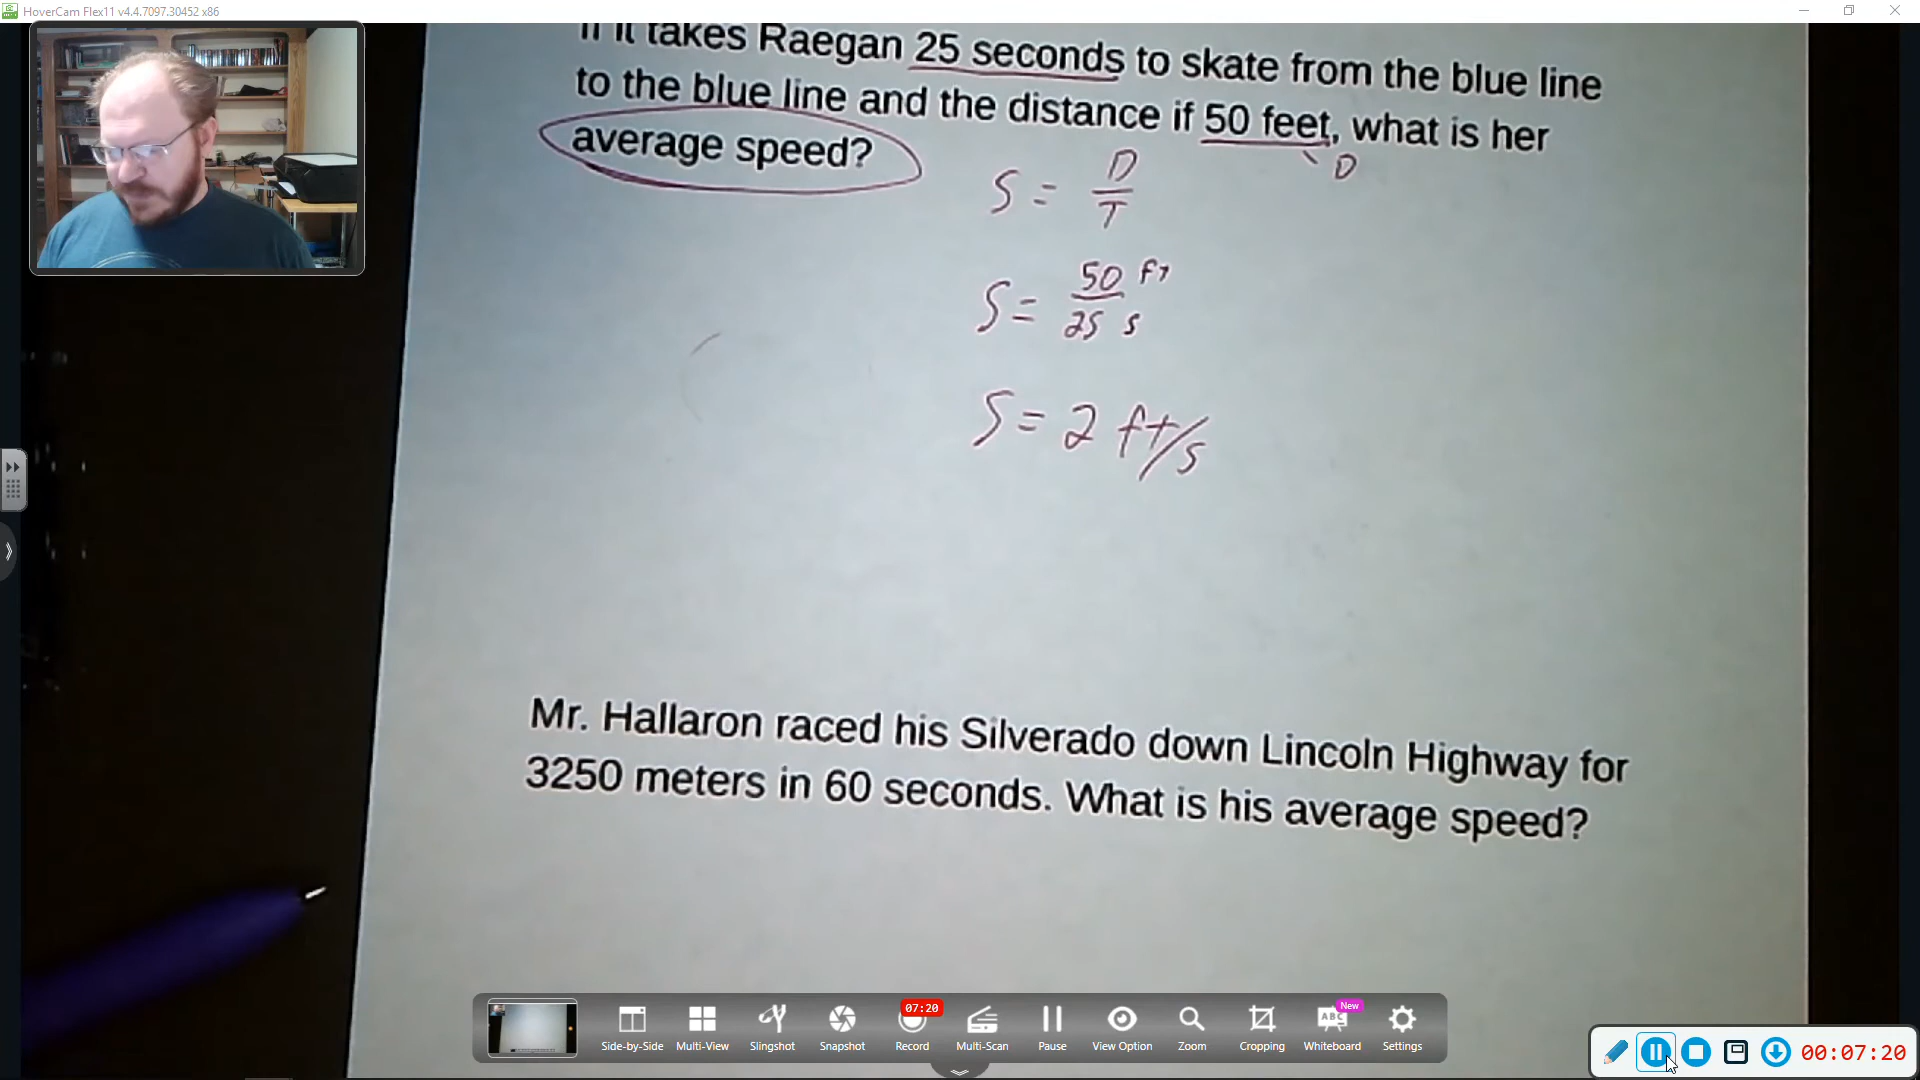 HoverCam Flex11 v4.4.7097.30452 x86
If it takes Raegan 25 seconds to skate from the blue line
to the blue line and the distance if 50 feet, what is her
average speed?
D
S = D/T
S = 50 ft/25 s
S = 2 ft/s
Mr. Hallaron raced his Silverado down Lincoln Highway for
3250 meters in 60 seconds. What is his average speed?
07:20
New
ABC
Side-by-Side Multi-View Slingshot Snapshot Record Multi-Scan Pause View Option Zoom Cropping Whiteboard Settings
00:07:20